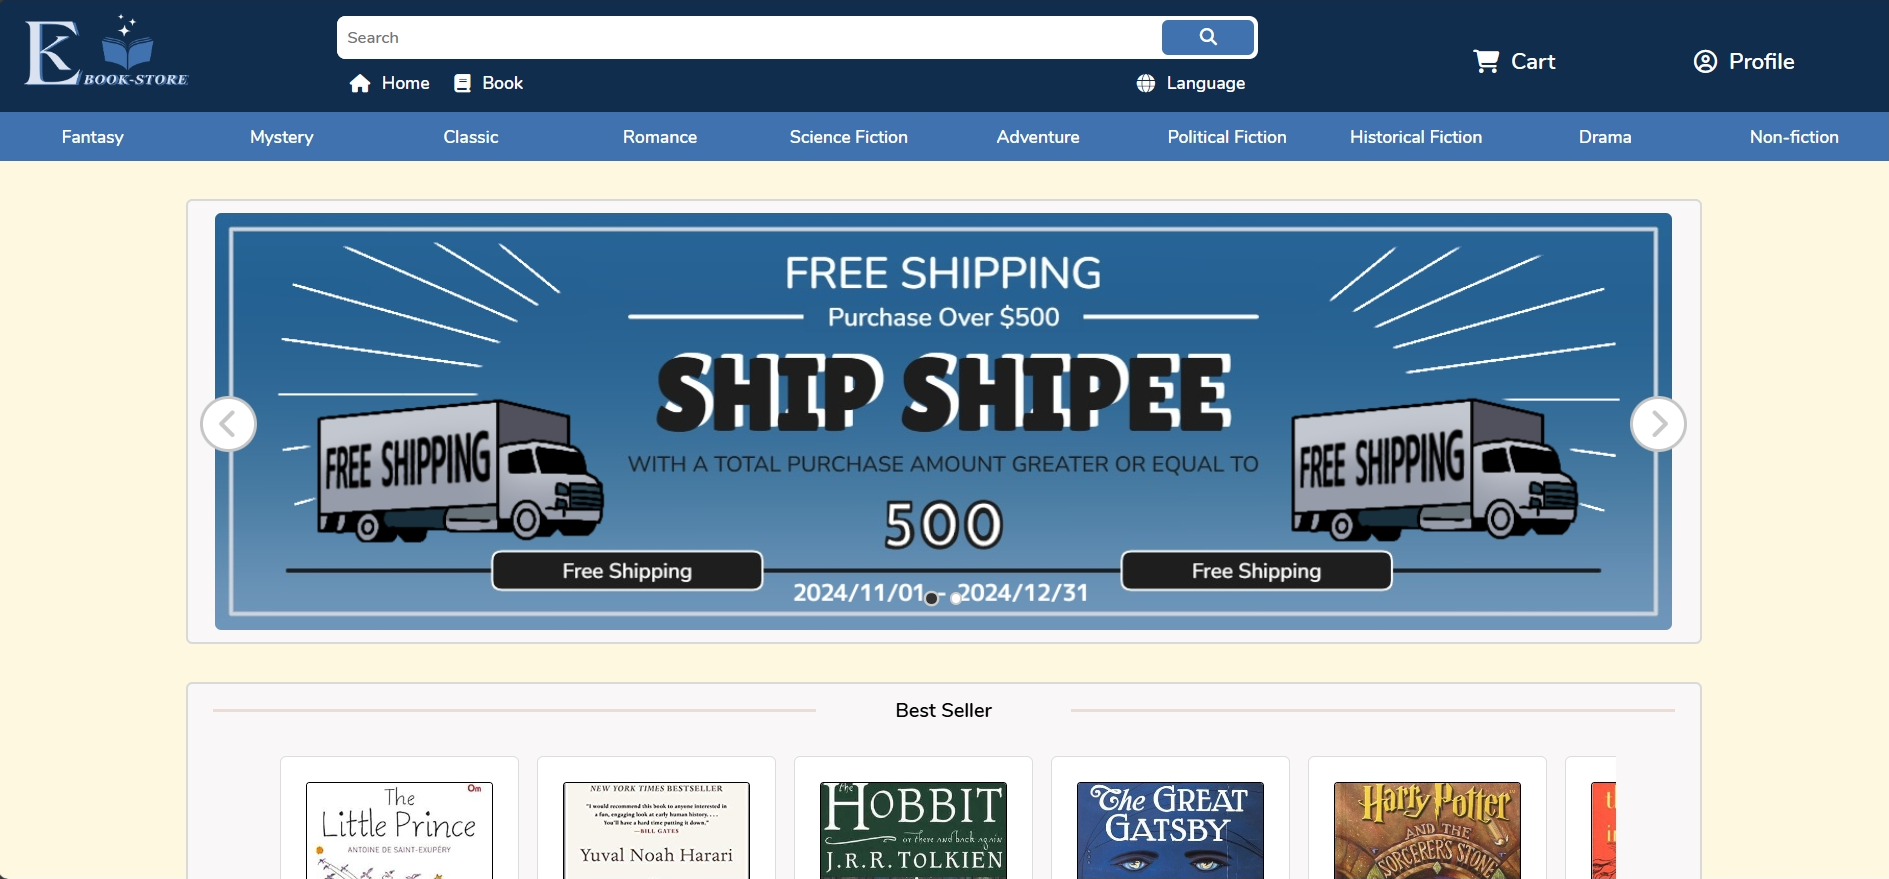 E BOOK-STORE
Search
Home
Book
Language
Cart
Profile
Fantasy
Mystery
Classic
Romance
Science Fiction
Adventure
Political Fiction
Historical Fiction
Drama
Non-fiction
FREE SHIPPING
Purchase Over $500
SHIP SHIPEE
FREE SHIPPING
FREE SHIPPING
WITH A TOTAL PURCHASE AMOUNT GREATER OR EQUAL TO
500
Free Shipping
Free Shipping
2024/11/01 - 2024/12/31
Best Seller
Om
The
Little Prince
ANTOINE DE SAINT-EXUPÉRY
NEW YORK TIMES BESTSELLER
"I would recommend this book to anyone interested in
a fun, engaging look at early human history....
You'll have a hard time putting it down."
—BILL GATES
Yuval Noah Harari
the
HOBBIT
or there and back again
J.R.R. TOLKIEN
The GREAT
GATSBY
Harry Potter
AND THE
SORCERER'S STONE